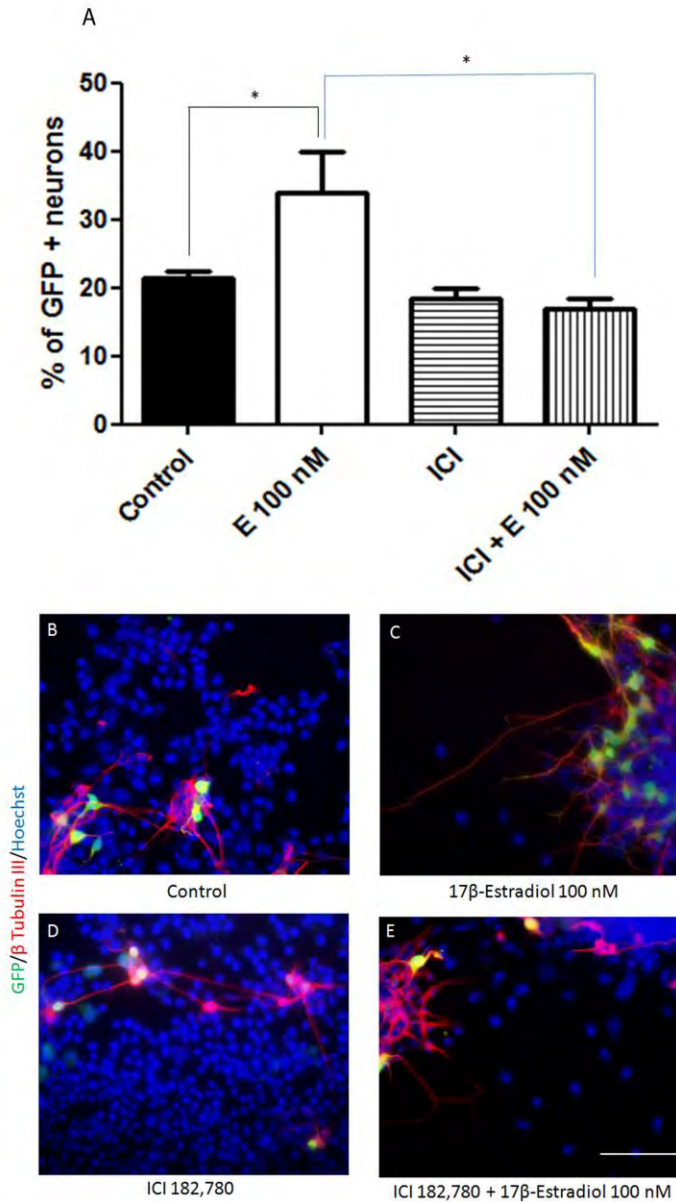 A
*
*
50
40
30
20
10
0
% of GFP + neurons
Control
E 100 nM
ICI
ICI + E 100 nM
GFP/β Tubulin III/Hoechst
B
Control
C
17β-Estradiol 100 nM
D
ICI 182,780
E
ICI 182,780 + 17β-Estradiol 100 nM